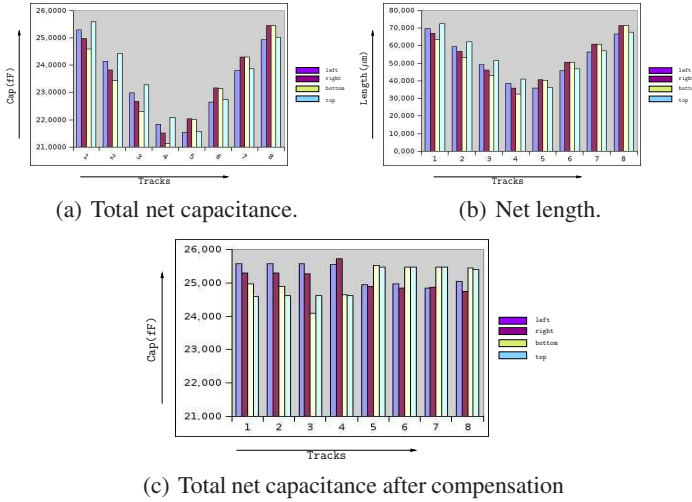 26,0000
25,0000
24,0000
23,0000
22,0000
21,0000
Cap(fF)
1 2 3 4 5 6 7 8
Tracks
left
right
bottom
top
(a) Total net capacitance.
80,000
70,000
60,000
50,000
40,000
30,000
20,000
10,000
0,000
Length(μm)
1 2 3 4 5 6 7 8
Tracks
left
right
bottom
top
(b) Net length.
26,000
25,000
24,000
23,000
22,000
21,000
Cap(fF)
1 2 3 4 5 6 7 8
Tracks
left
right
bottom
top
(c) Total net capacitance after compensation